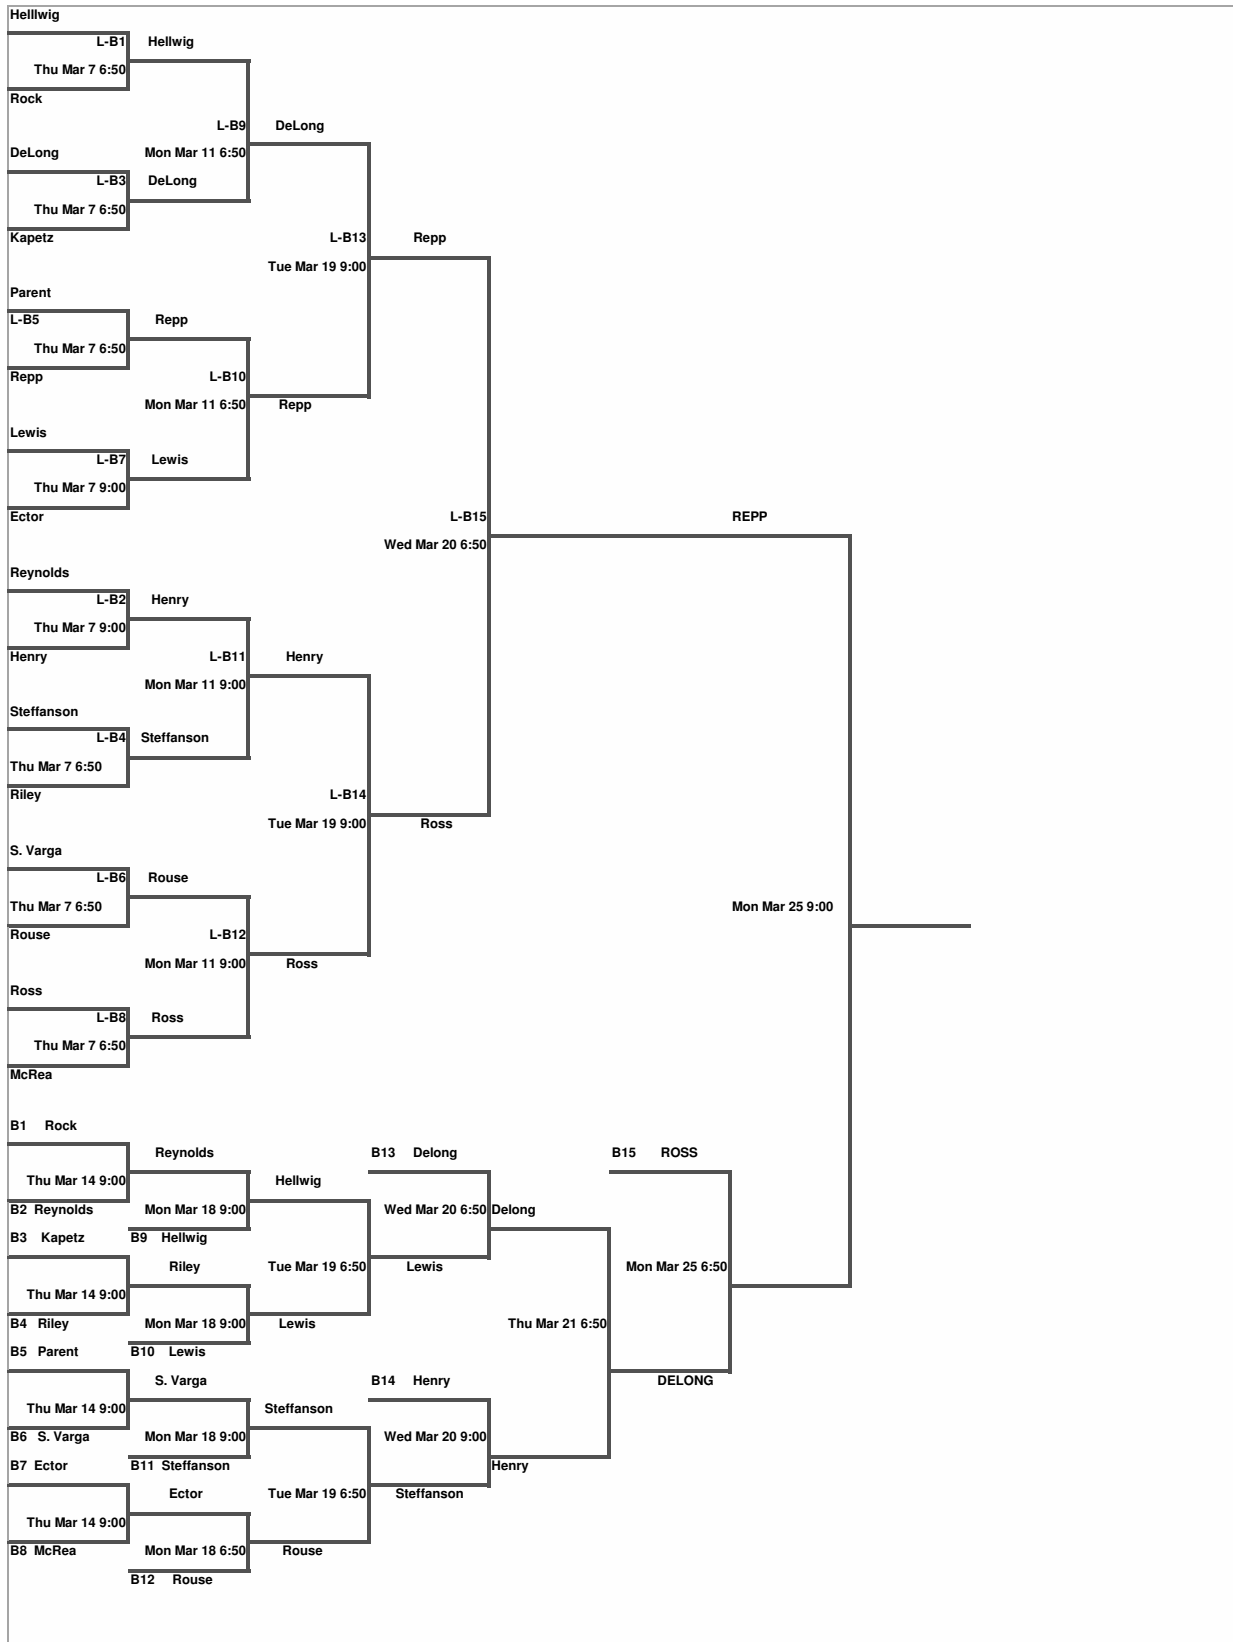 Helllwig
L-B1 Hellwig
Thu Mar 7 6:50
Rock
L-B9 DeLong
DeLong Mon Mar 11 6:50
L-B3 DeLong
Thu Mar 7 6:50
Kapetz L-B13 Repp
Tue Mar 19 9:00
Parent
L-B5 Repp
Thu Mar 7 6:50
Repp L-B10
Mon Mar 11 6:50 Repp
Lewis
L-B7 Lewis
Thu Mar 7 9:00
Ector L-B15 REPP
Wed Mar 20 6:50
Reynolds
L-B2 Henry
Thu Mar 7 9:00
Henry L-B11 Henry
Mon Mar 11 9:00
Steffanson
L-B4 Steffanson
Thu Mar 7 6:50
Riley L-B14
Tue Mar 19 9:00 Ross
S. Varga
L-B6 Rouse
Thu Mar 7 6:50 Mon Mar 25 9:00
Rouse L-B12
Mon Mar 11 9:00 Ross
Ross
L-B8 Ross
Thu Mar 7 6:50
McRea
B1 Rock
Reynolds B13 Delong B15 ROSS
Thu Mar 14 9:00 Hellwig
B2 Reynolds Mon Mar 18 9:00 Wed Mar 20 6:50 Delong
B3 Kapetz B9 Hellwig
Riley Tue Mar 19 6:50 Lewis Mon Mar 25 6:50
Thu Mar 14 9:00
B4 Riley Mon Mar 18 9:00 Lewis Thu Mar 21 6:50
B5 Parent B10 Lewis
S. Varga B14 Henry DELONG
Thu Mar 14 9:00 Steffanson
B6 S. Varga Mon Mar 18 9:00 Wed Mar 20 9:00
B7 Ector B11 Steffanson Henry
Ector Tue Mar 19 6:50 Steffanson
Thu Mar 14 9:00
B8 McRea Mon Mar 18 6:50 Rouse
B12 Rouse